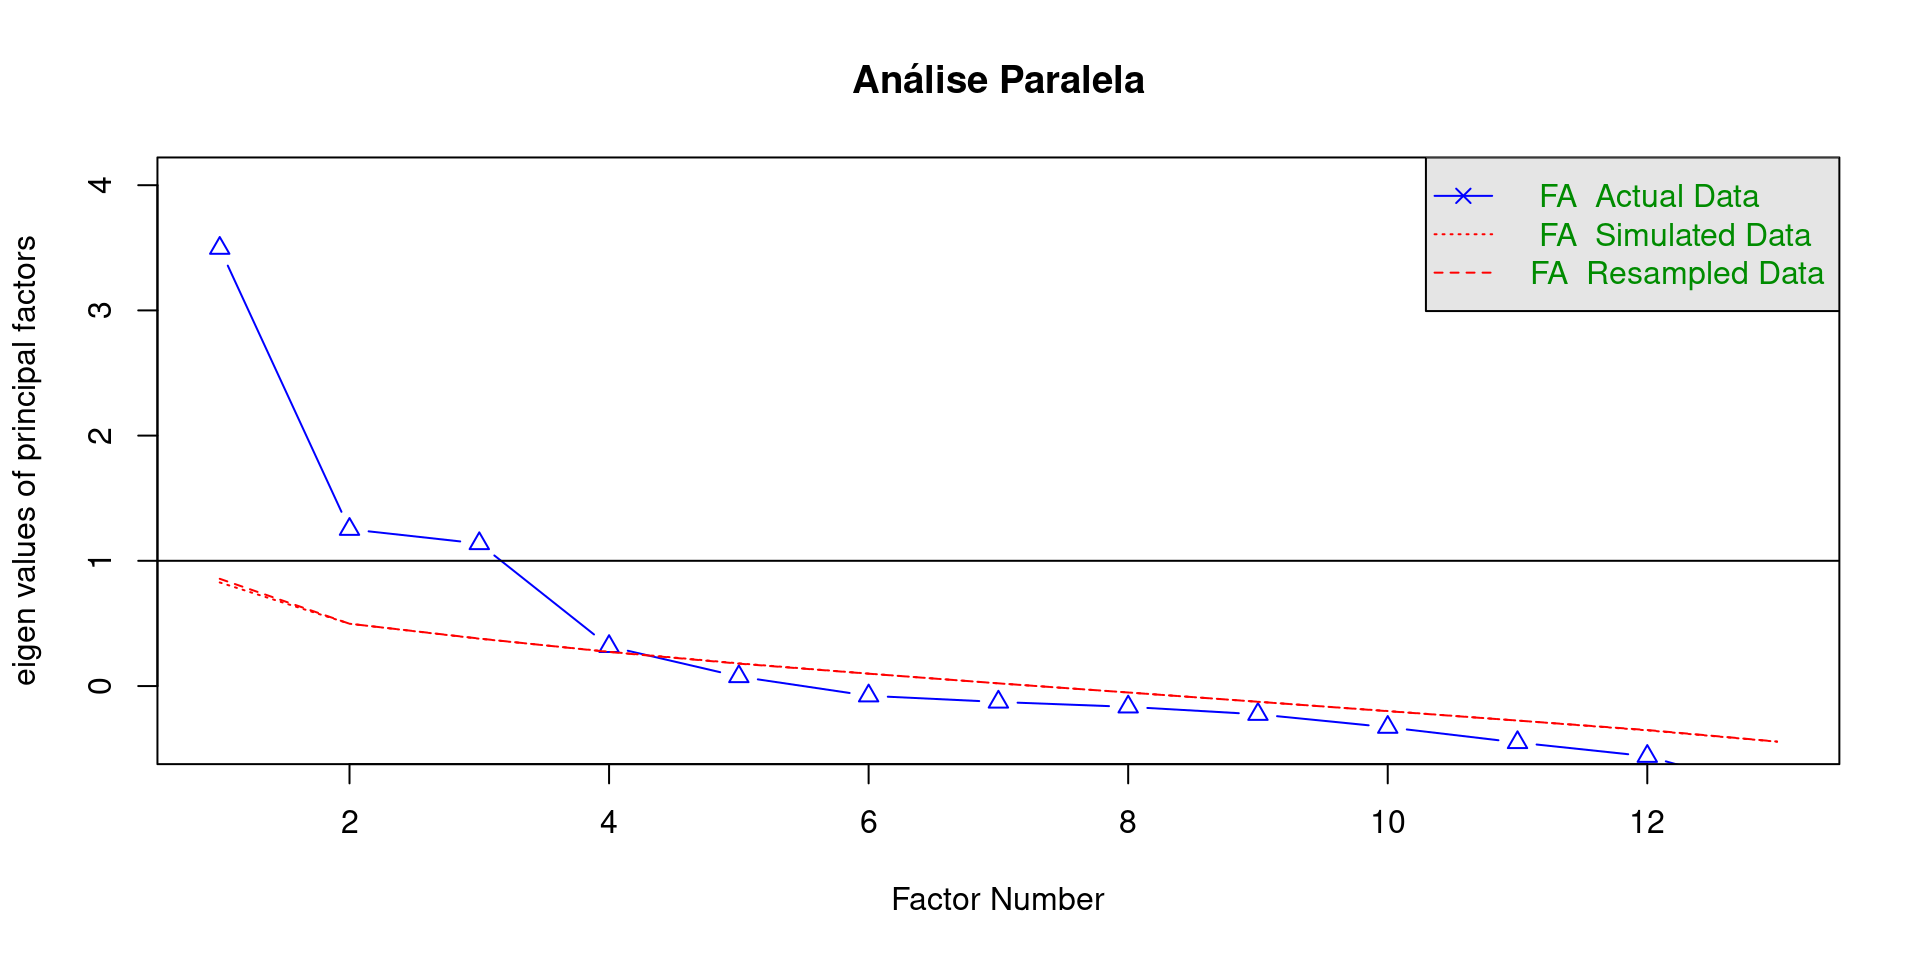 Análise Paralela
eigen values of principal factors
4
3
2
1
0
FA Actual Data
FA Simulated Data
FA Resampled Data
2 4 6 8 10 12
Factor Number